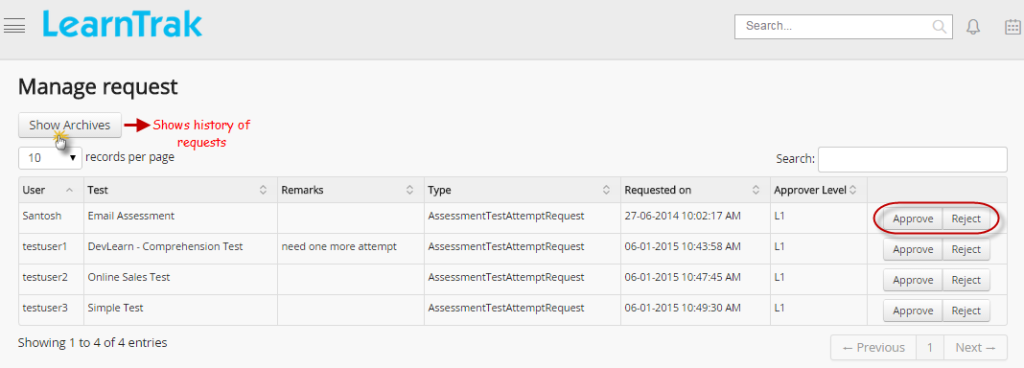 LearnTrak
Search...
Manage request
Show Archives
Shows history of
requests
10 records per page
Search:
User Test Remarks Type Requested on Approver Level
Santosh Email Assessment AssessmentTestAttemptRequest 27-06-2014 10:02:17 AM L1 Approve Reject
testuser1 DevLearn - Comprehension Test need one more attempt AssessmentTestAttemptRequest 06-01-2015 10:43:58 AM L1 Approve Reject
testuser2 Online Sales Test AssessmentTestAttemptRequest 06-01-2015 10:47:45 AM L1 Approve Reject
testuser3 Simple Test AssessmentTestAttemptRequest 06-01-2015 10:49:30 AM L1 Approve Reject
Showing 1 to 4 of 4 entries
← Previous 1 Next →